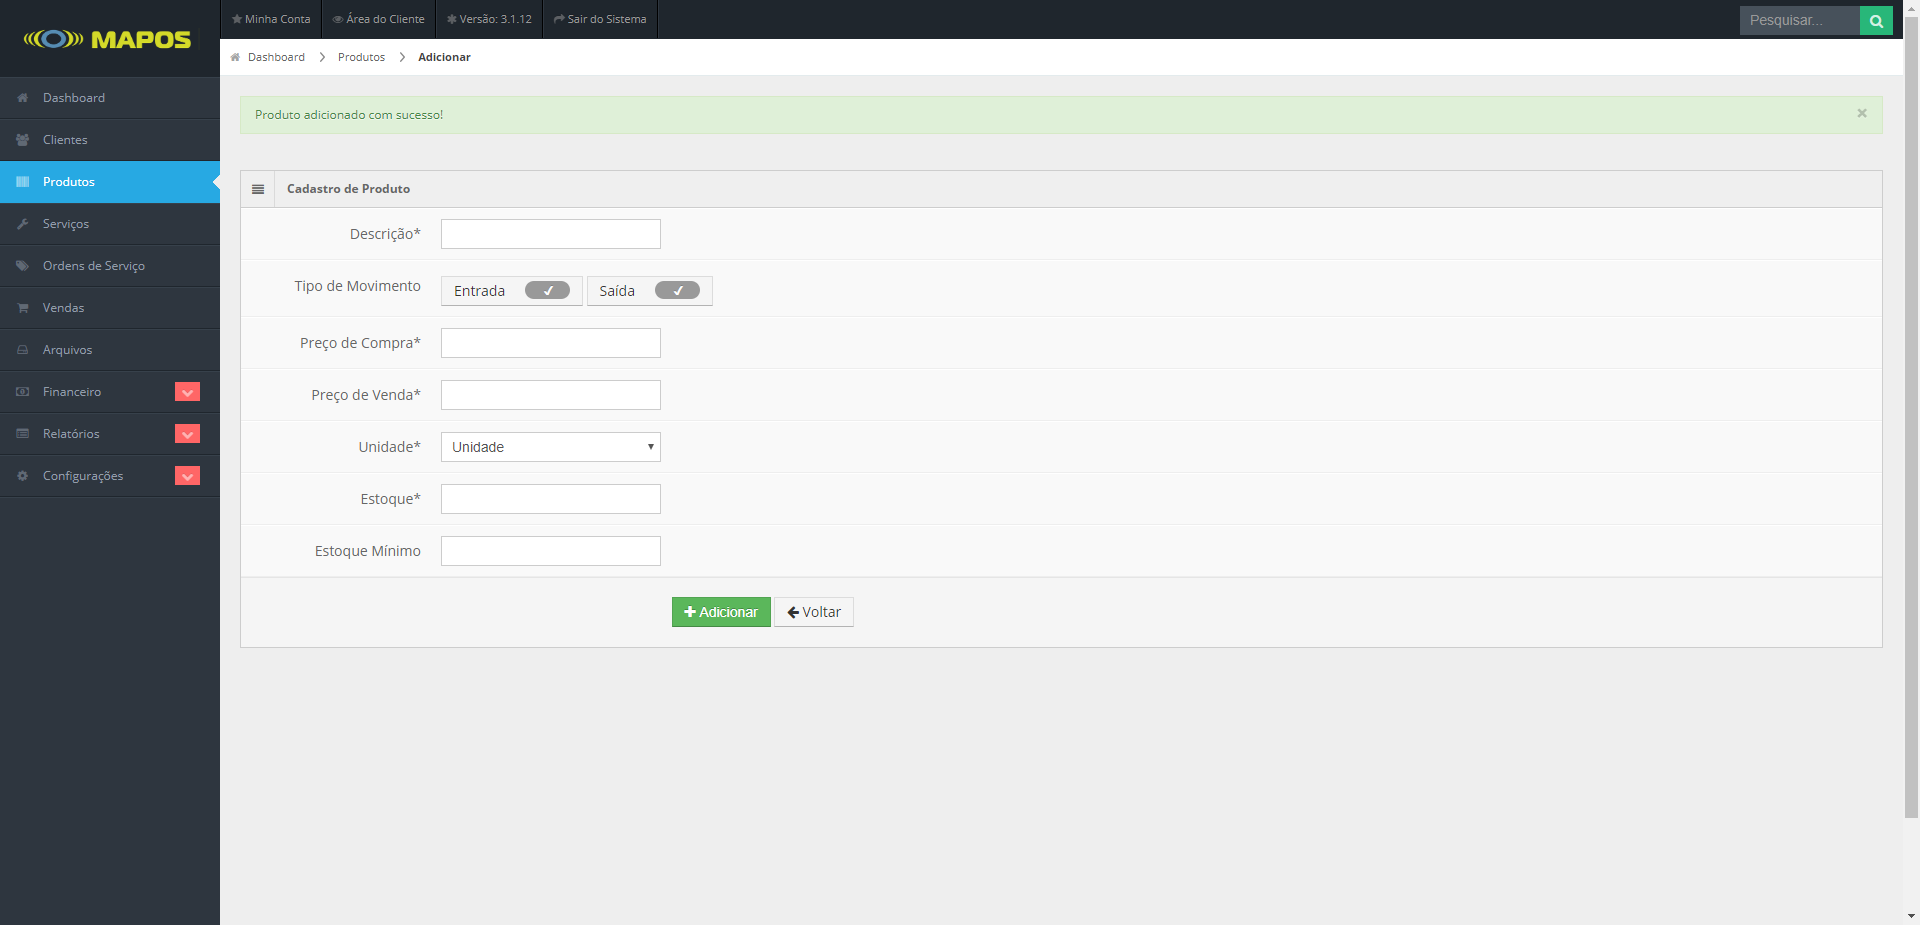 MAPOS
Minha Conta
Área do Cliente
Versão: 3.1.12
Sair do Sistema
Pesquisar...
Dashboard
Produtos
Adicionar
Dashboard
Clientes
Produtos
Serviços
Ordens de Serviço
Vendas
Arquivos
Financeiro
Relatórios
Configurações
Produto adicionado com sucesso!
×
Cadastro de Produto
Descrição*
Tipo de Movimento
Entrada
Saída
Preço de Compra*
Preço de Venda*
Unidade*
Unidade
Estoque*
Estoque Mínimo
Adicionar
Voltar